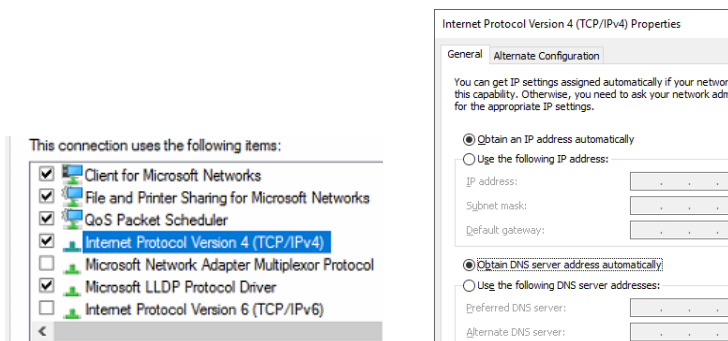 This connection uses the following items:
Client for Microsoft Networks
File and Printer Sharing for Microsoft Networks
QoS Packet Scheduler
Internet Protocol Version 4 (TCP/IPv4)
Microsoft Network Adapter Multiplexor Protocol
Microsoft LLDP Protocol Driver
Internet Protocol Version 6 (TCP/IPv6)
Internet Protocol Version 4 (TCP/IPv4) Properties
General Alternate Configuration
You can get IP settings assigned automatically if your networ
this capability. Otherwise, you need to ask your network adm
for the appropriate IP settings.
Obtain an IP address automatically
Use the following IP address:
IP address:
Subnet mask:
Default gateway:
Obtain DNS server address automatically
Use the following DNS server addresses:
Preferred DNS server:
Alternate DNS server: